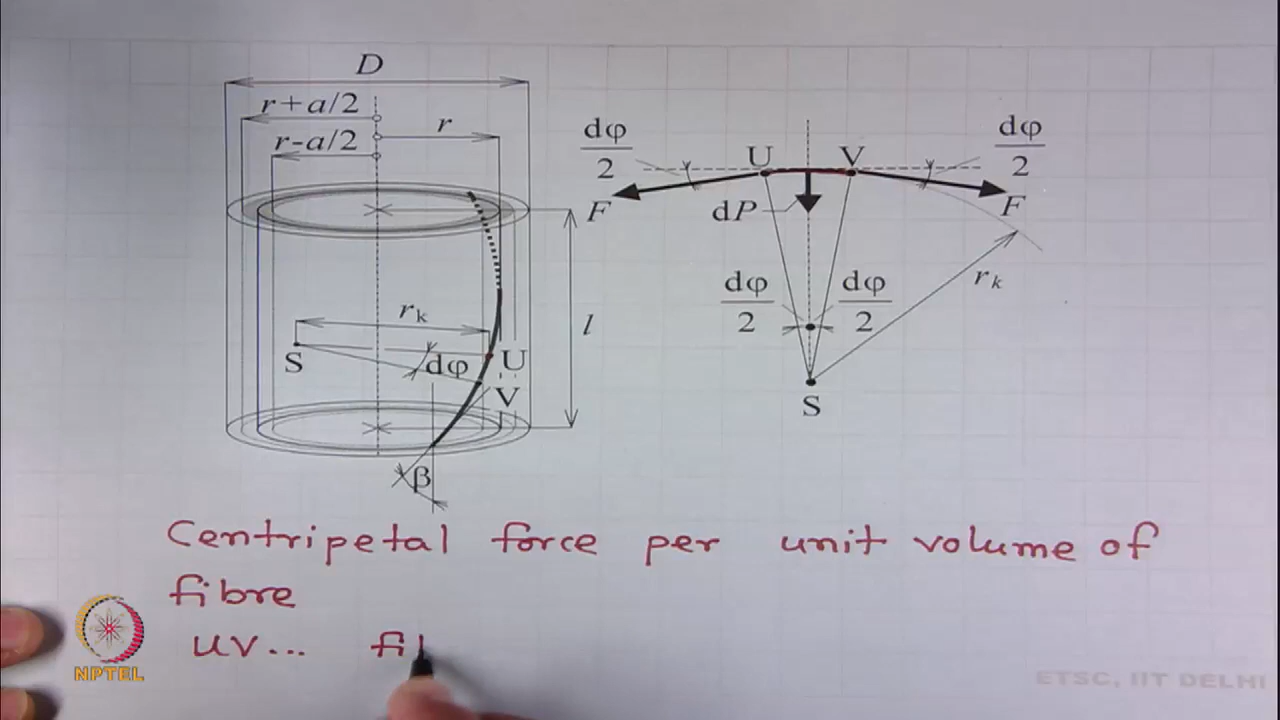 D
r+a/2
r-a/2
r
l
r_k
S
dφ
U
V
β
dφ/2
U
V
dφ/2
F
dP
F
dφ/2
dφ/2
r_k
S
Centripetal force per unit volume of
fibre
UV... fi
NPTEL
ETSC, IIT DELHI